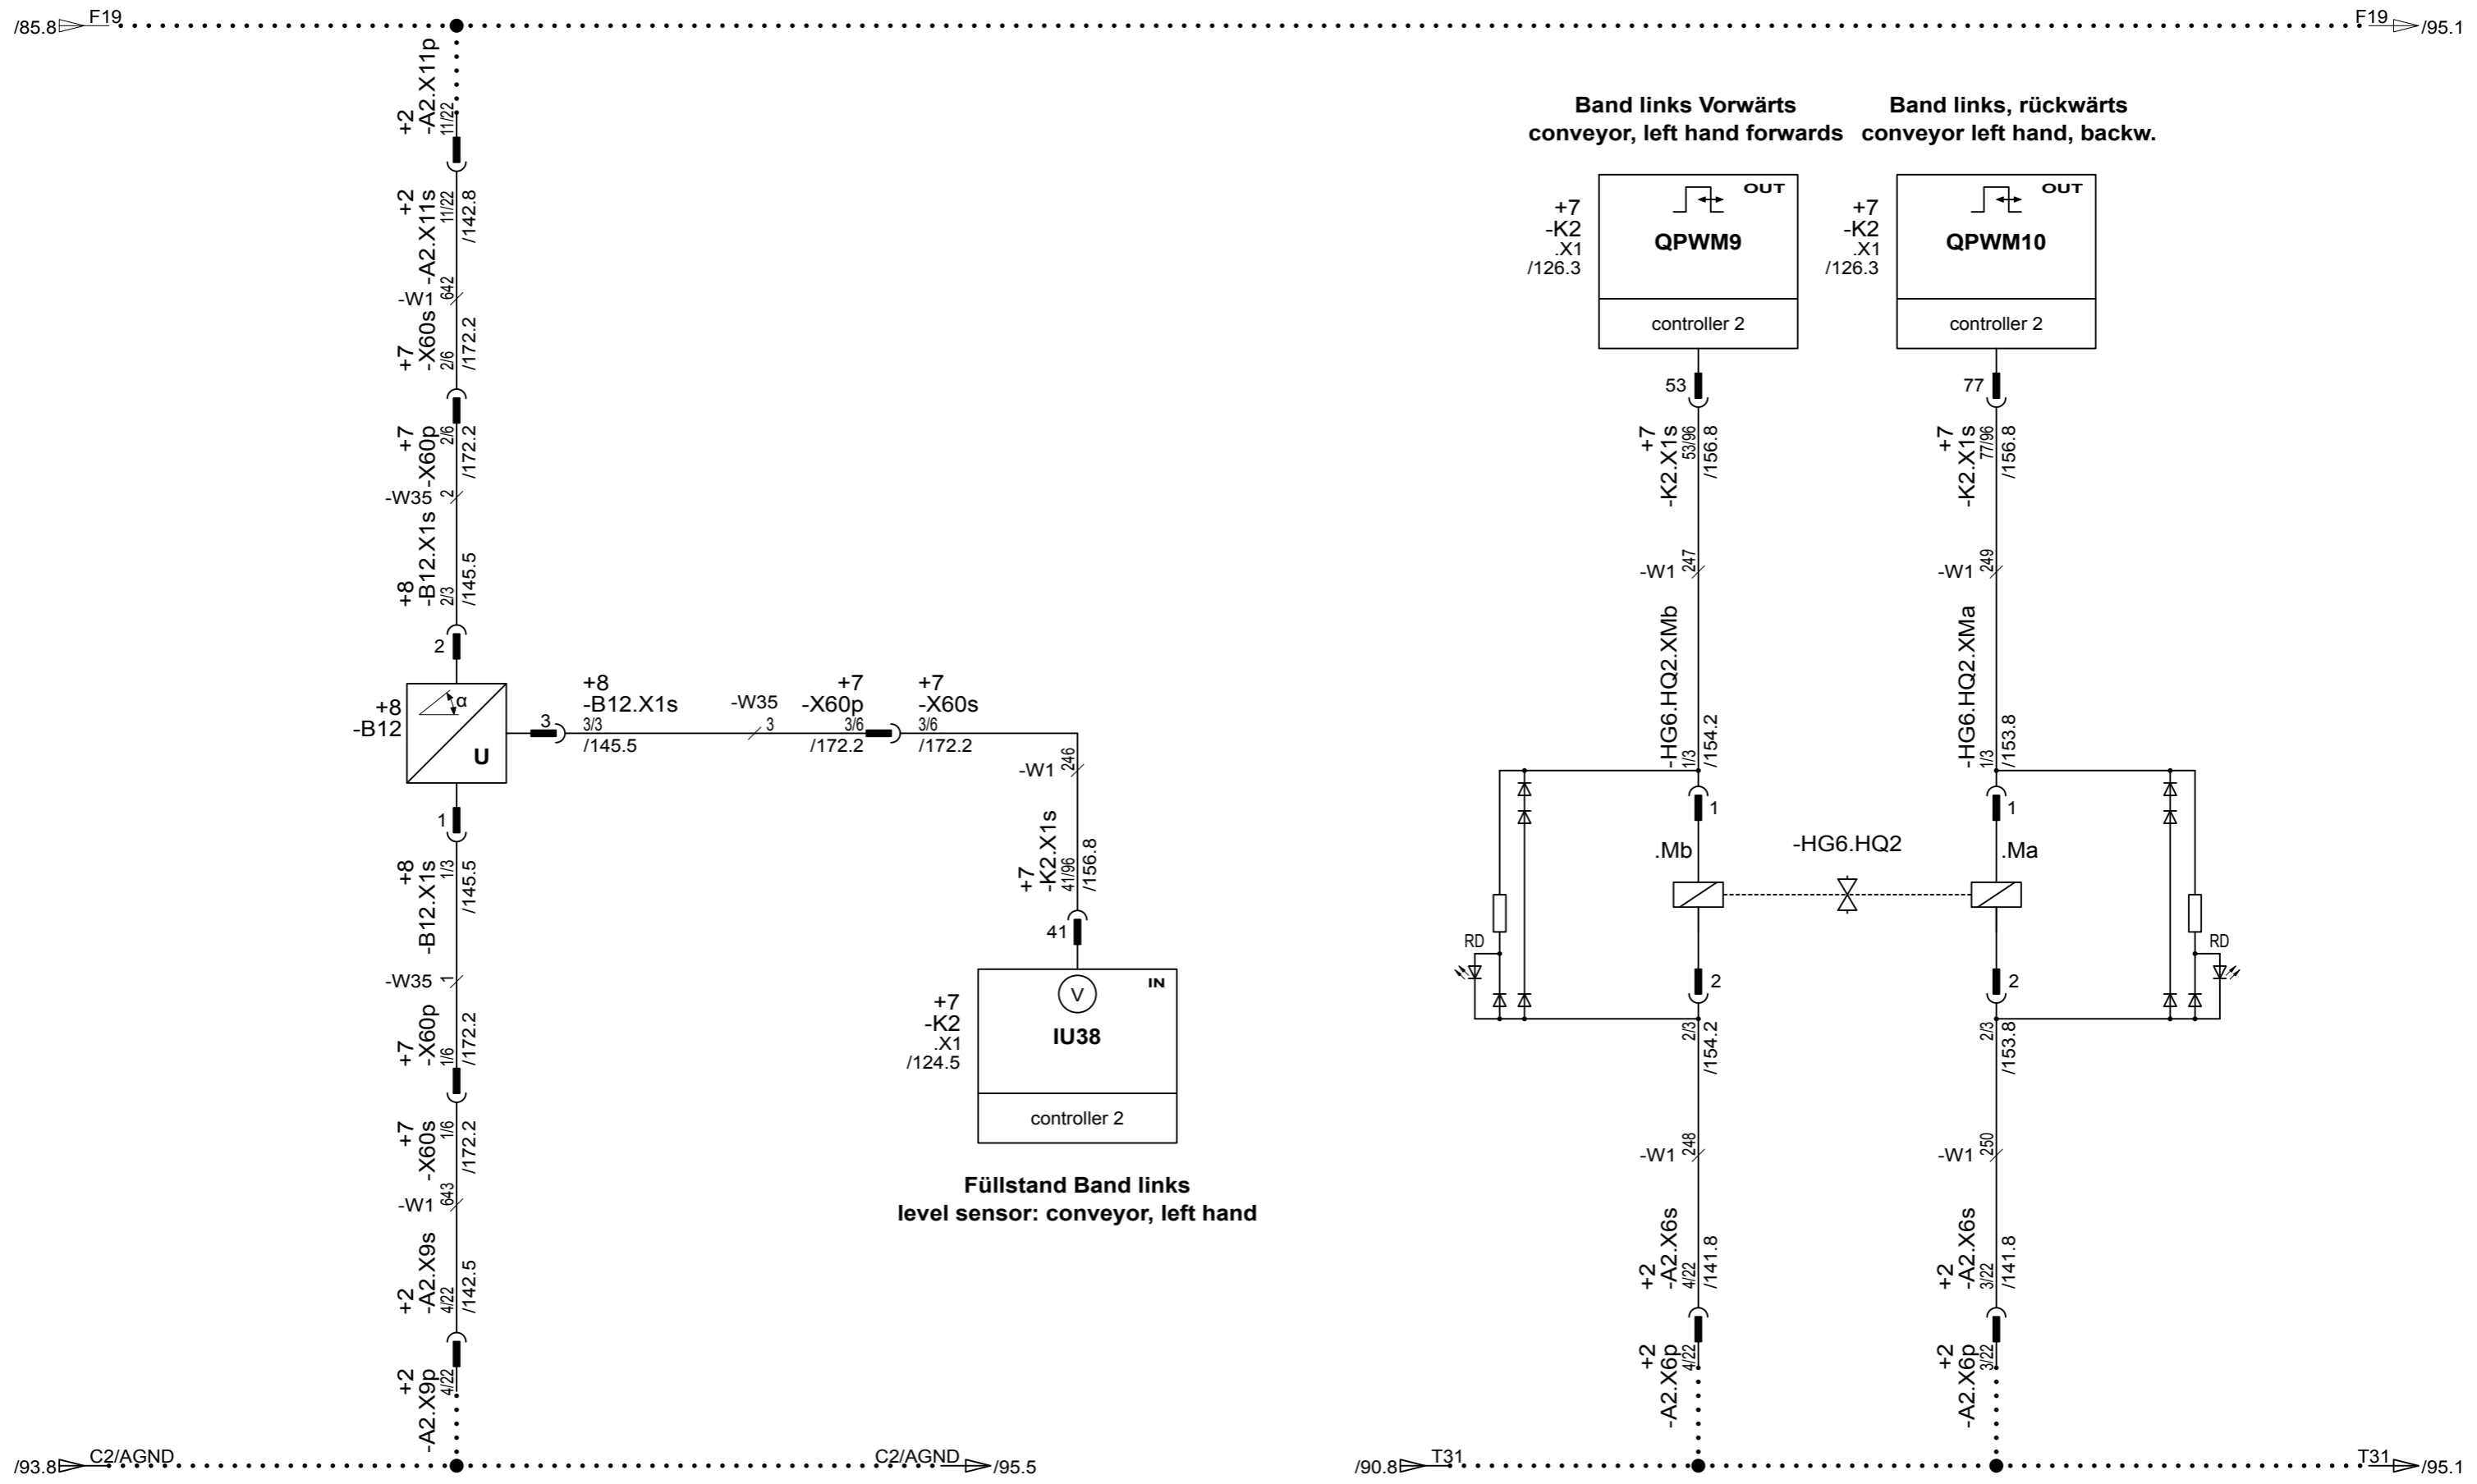 /85.8 F19
F19 /95.1
+2
-A2.X11p
11/22
+2
-A2.X11s
11/22
/142.8
-W1 642
+7
-X60s
2/6
/172.2
+7
-X60p
2/6
/172.2
-W35 2
+8
-B12.X1s
2/3
/145.5
2
+8
-B12
α
U
3
+8
-B12.X1s
3/3
/145.5
-W35
3
+7
-X60p
3/6
/172.2
+7
-X60s
3/6
/172.2
-W1 246
+7
-K2.X1s
41/96
/156.8
41
+7
-K2
.X1
/124.5
IN
V
IU38
controller 2
Füllstand Band links
level sensor: conveyor, left hand
1
+8
-B12.X1s
1/3
/145.5
-W35 1
+7
-X60p
1/6
/172.2
+7
-X60s
1/6
/172.2
-W1 643
+2
-A2.X9s
4/22
/142.5
+2
-A2.X9p
4/22
/93.8 C2/AGND
C2/AGND /95.5
Band links Vorwärts
conveyor, left hand forwards
+7
-K2
.X1
/126.3
OUT
QPWM9
controller 2
53
+7
-K2.X1s
53/96
/156.8
-W1 247
-HG6.HQ2.XMb
1/3
/154.2
1
.Mb
-HG6.HQ2
RD
2
2/3
/154.2
-W1 248
+2
-A2.X6s
4/22
/141.8
+2
-A2.X6p
4/22
Band links, rückwärts
conveyor left hand, backw.
+7
-K2
.X1
/126.3
OUT
QPWM10
controller 2
77
+7
-K2.X1s
77/96
/156.8
-W1 249
-HG6.HQ2.XMa
1/3
/153.8
1
.Ma
RD
2
2/3
/153.8
-W1 250
+2
-A2.X6s
3/22
/141.8
+2
-A2.X6p
3/22
/90.8 T31
T31 /95.1